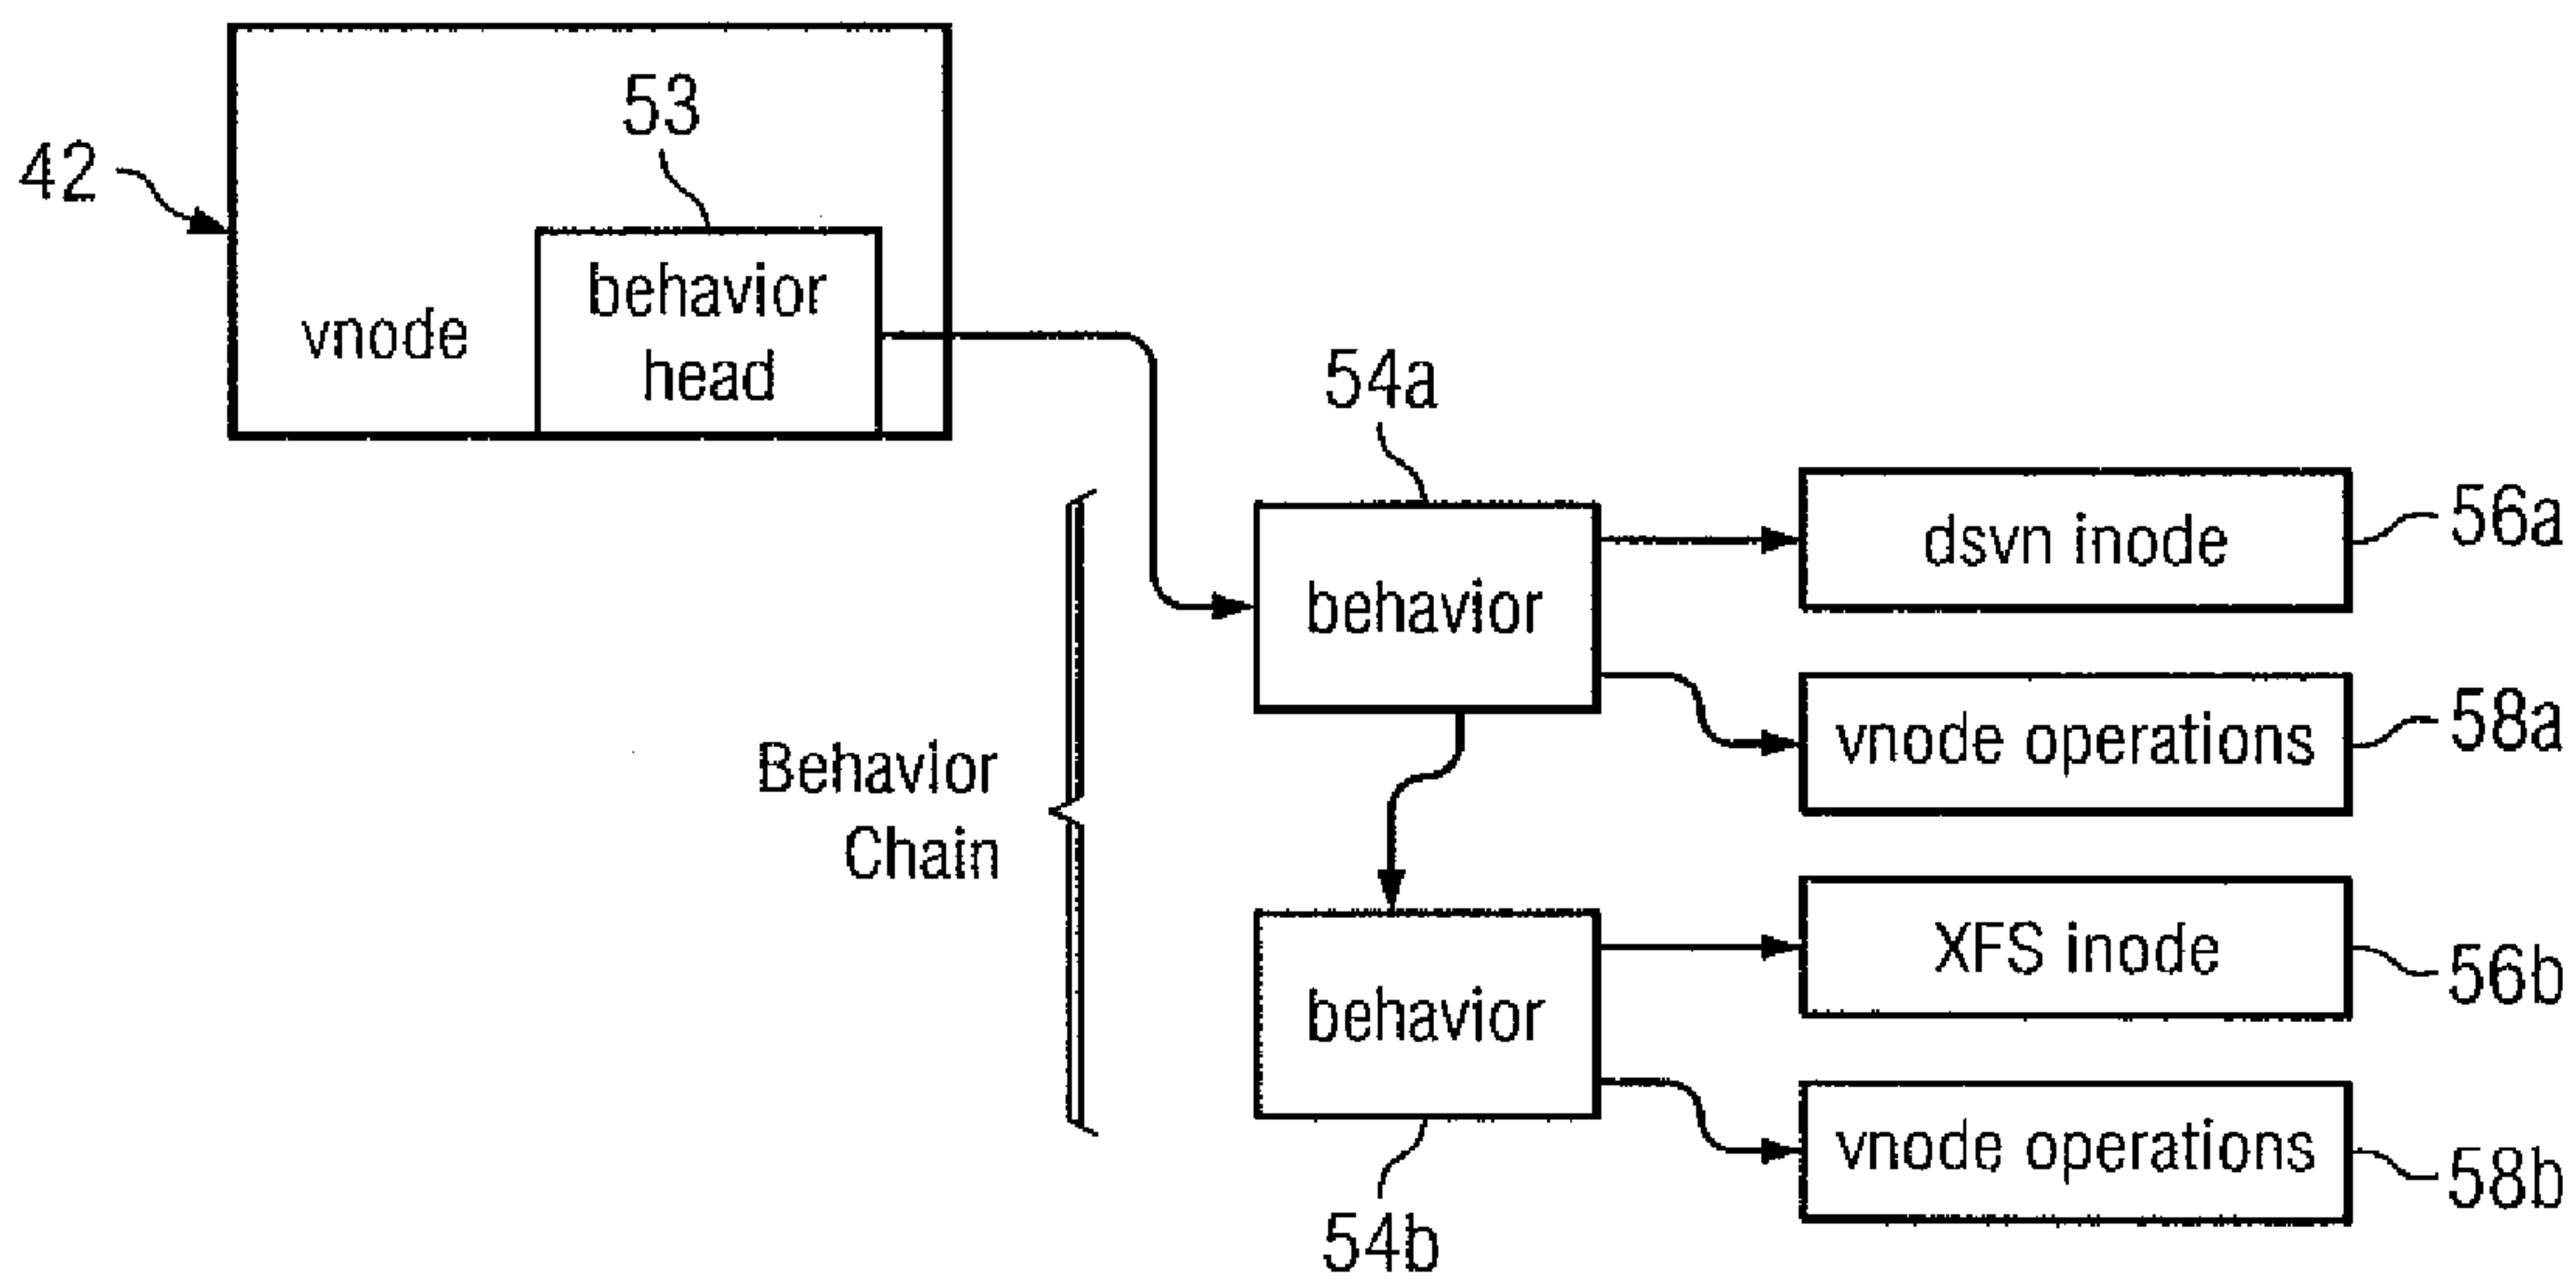 53
42
behavior
head
vnode
54a
dsvn inode
56a
behavior
vnode operations
58a
Behavior
Chain
XFS inode
56b
behavior
vnode operations
58b
54b